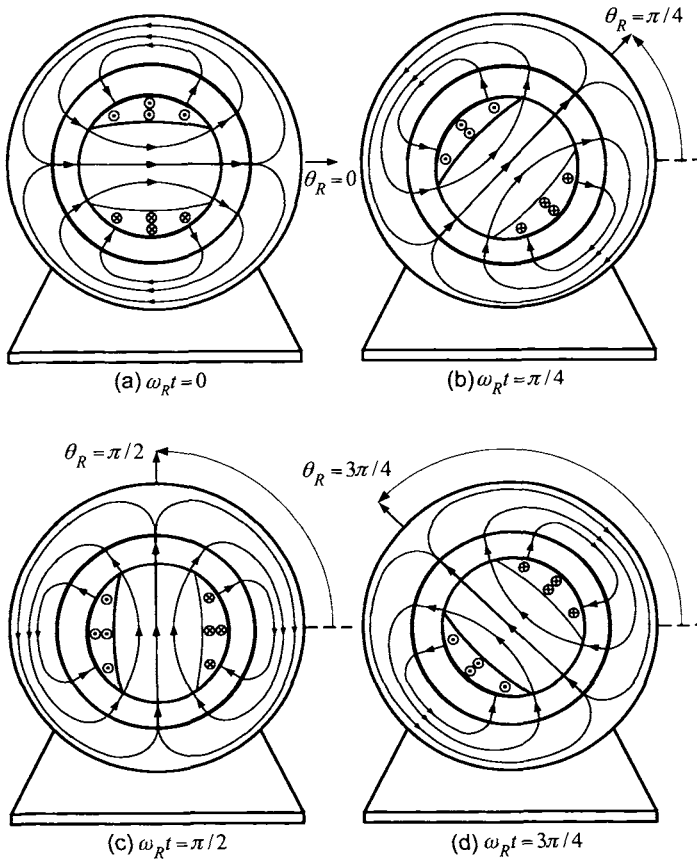 θ_R = π/4
θ_R = 0
(a) ω_R t = 0
(b) ω_R t = π/4
θ_R = π/2
θ_R = 3π/4
(c) ω_R t = π/2
(d) ω_R t = 3π/4